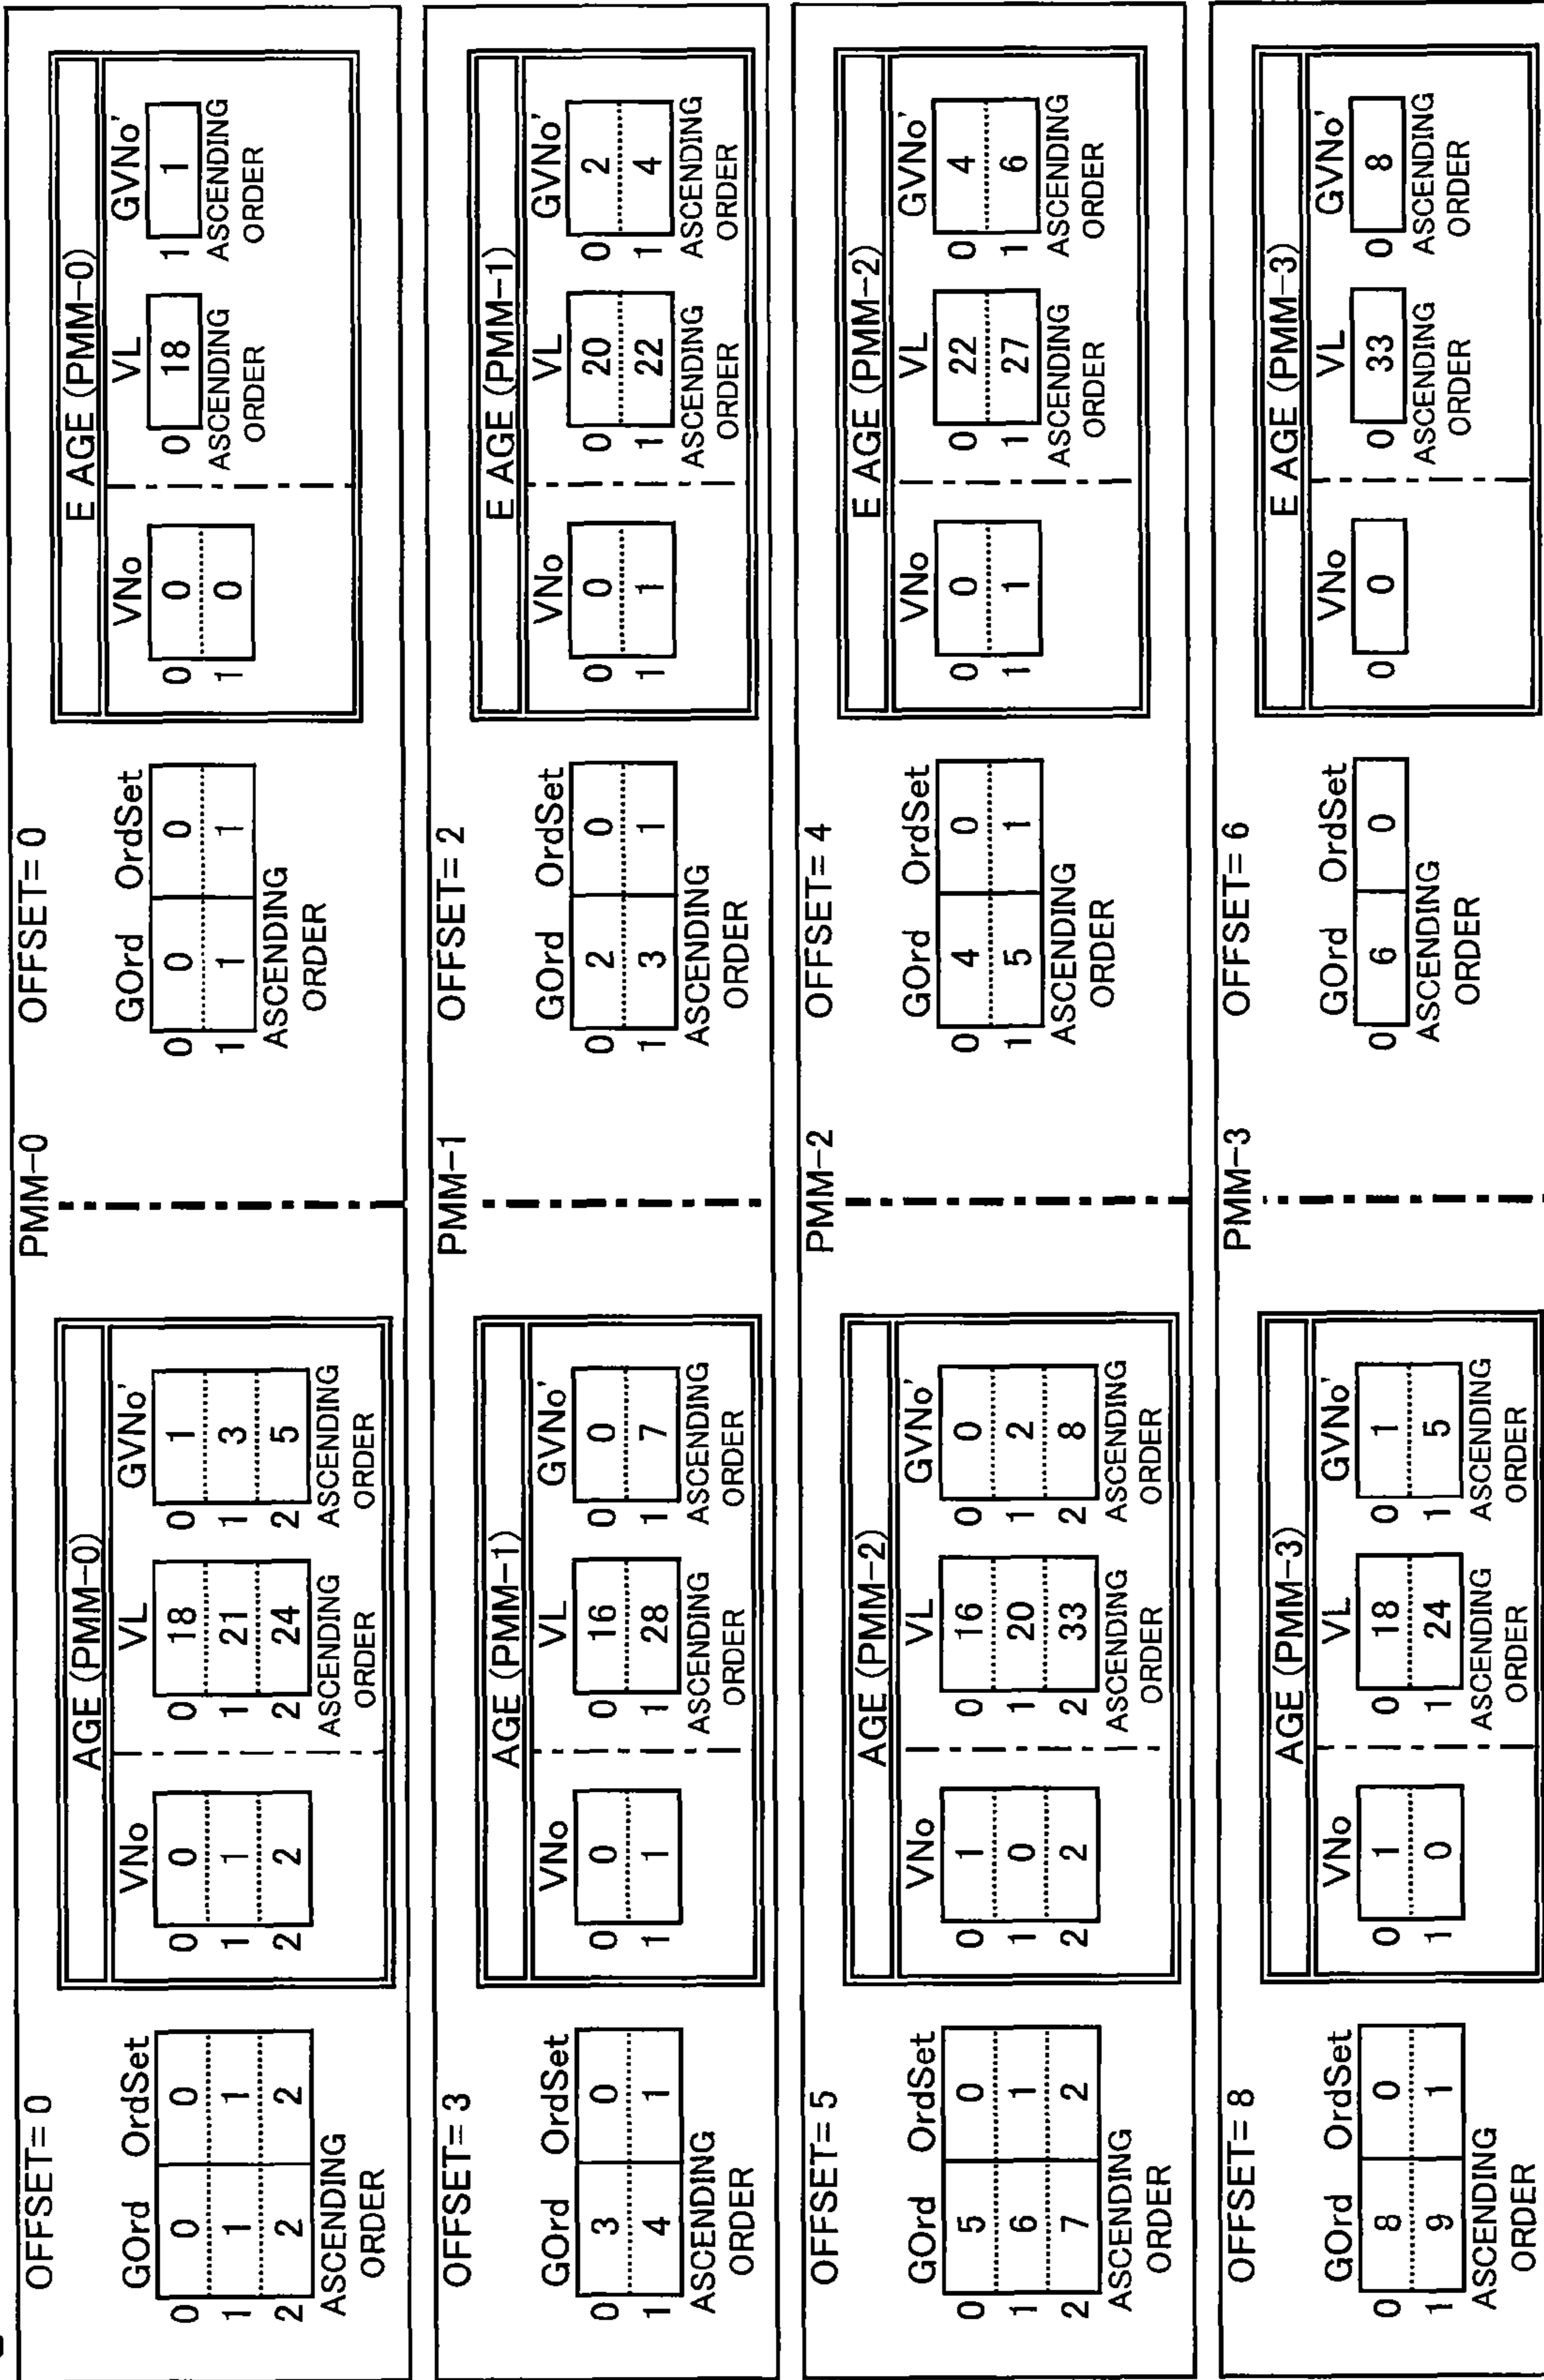 PMM-0
OFFSET= 0
GOrd OrdSet
0 0 0
1 1 1
2 2 2
ASCENDING
ORDER
AGE (PMM-0)
VNo VL GVNo'
0 0 0 18 0 1
1 1 1 21 1 3
2 2 2 24 2 5
ASCENDING ASCENDING
ORDER ORDER
OFFSET= 0
GOrd OrdSet
0 0 0
1 1 1
ASCENDING
ORDER
E AGE (PMM-0)
VNo VL GVNo'
0 0 0 18 1 1
1 0
ASCENDING ASCENDING
ORDER ORDER
PMM-1
OFFSET= 3
GOrd OrdSet
0 3 0
1 4 1
ASCENDING
ORDER
AGE (PMM-1)
VNo VL GVNo'
0 0 0 16 0 0
1 1 1 28 1 7
ASCENDING ASCENDING
ORDER ORDER
OFFSET= 2
GOrd OrdSet
0 2 0
1 3 1
ASCENDING
ORDER
E AGE (PMM-1)
VNo VL GVNo'
0 0 0 20 0 2
1 1 1 22 1 4
ASCENDING ASCENDING
ORDER ORDER
PMM-2
OFFSET= 5
GOrd OrdSet
0 5 0
1 6 1
2 7 2
ASCENDING
ORDER
AGE (PMM-2)
VNo VL GVNo'
0 1 0 16 0 0
1 0 1 20 1 2
2 2 2 33 2 8
ASCENDING ASCENDING
ORDER ORDER
OFFSET= 4
GOrd OrdSet
0 4 0
1 5 1
ASCENDING
ORDER
E AGE (PMM-2)
VNo VL GVNo'
0 0 0 22 0 4
1 1 1 27 1 6
ASCENDING ASCENDING
ORDER ORDER
PMM-3
OFFSET= 8
GOrd OrdSet
0 8 0
1 9 1
ASCENDING
ORDER
AGE (PMM-3)
VNo VL GVNo'
0 1 0 18 0 1
1 0 1 24 1 5
ASCENDING ASCENDING
ORDER ORDER
OFFSET= 6
GOrd OrdSet
0 6 0
ASCENDING
ORDER
E AGE (PMM-3)
VNo VL GVNo'
0 0 0 33 0 8
ASCENDING ASCENDING
ORDER ORDER